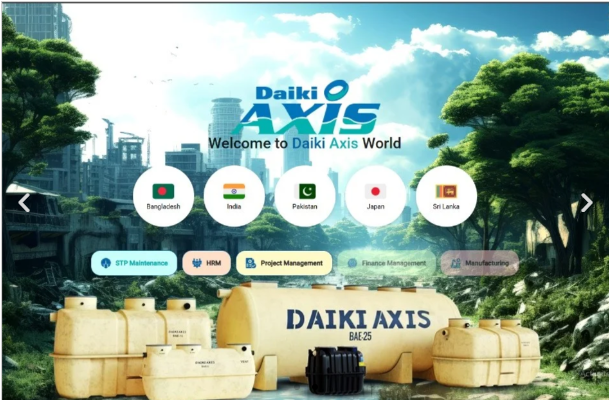 Daiki
AXIS
Welcome to Daiki Axis World
Bangladesh
India
Pakistan
Japan
Sri Lanka
STP Maintenance
HRM
Project Management
Finance Management
Manufacturing
DAIKI AXIS
BAE-25